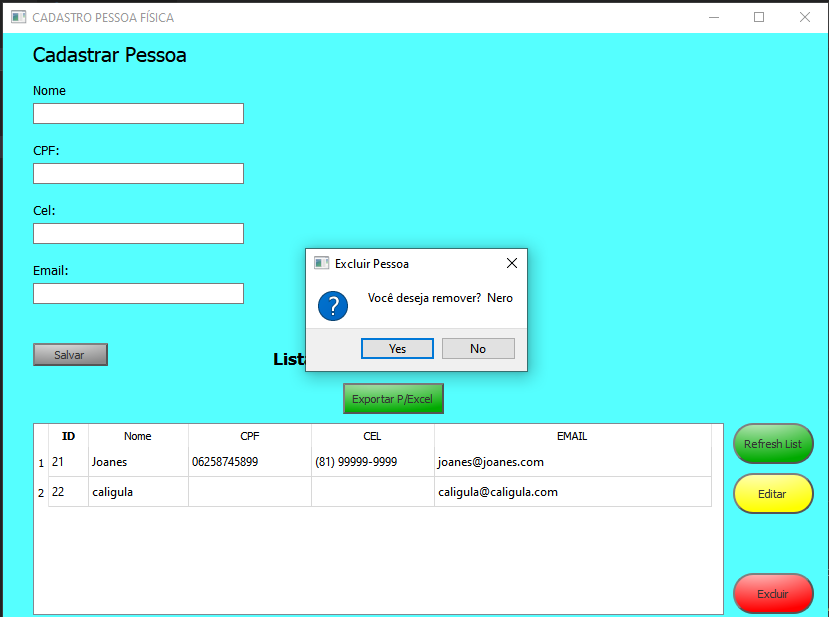 CADASTRO PESSOA FÍSICA
Cadastrar Pessoa
Nome
CPF:
Cel:
Email:
Excluir Pessoa
Você deseja remover? Nero
Yes No
Salvar
Exportar P/Excel
ID Nome CPF CEL EMAIL
1 21 Joanes 06258745899 (81) 99999-9999 joanes@joanes.com
2 22 caligula caligula@caligula.com
Refresh List
Editar
Excluir